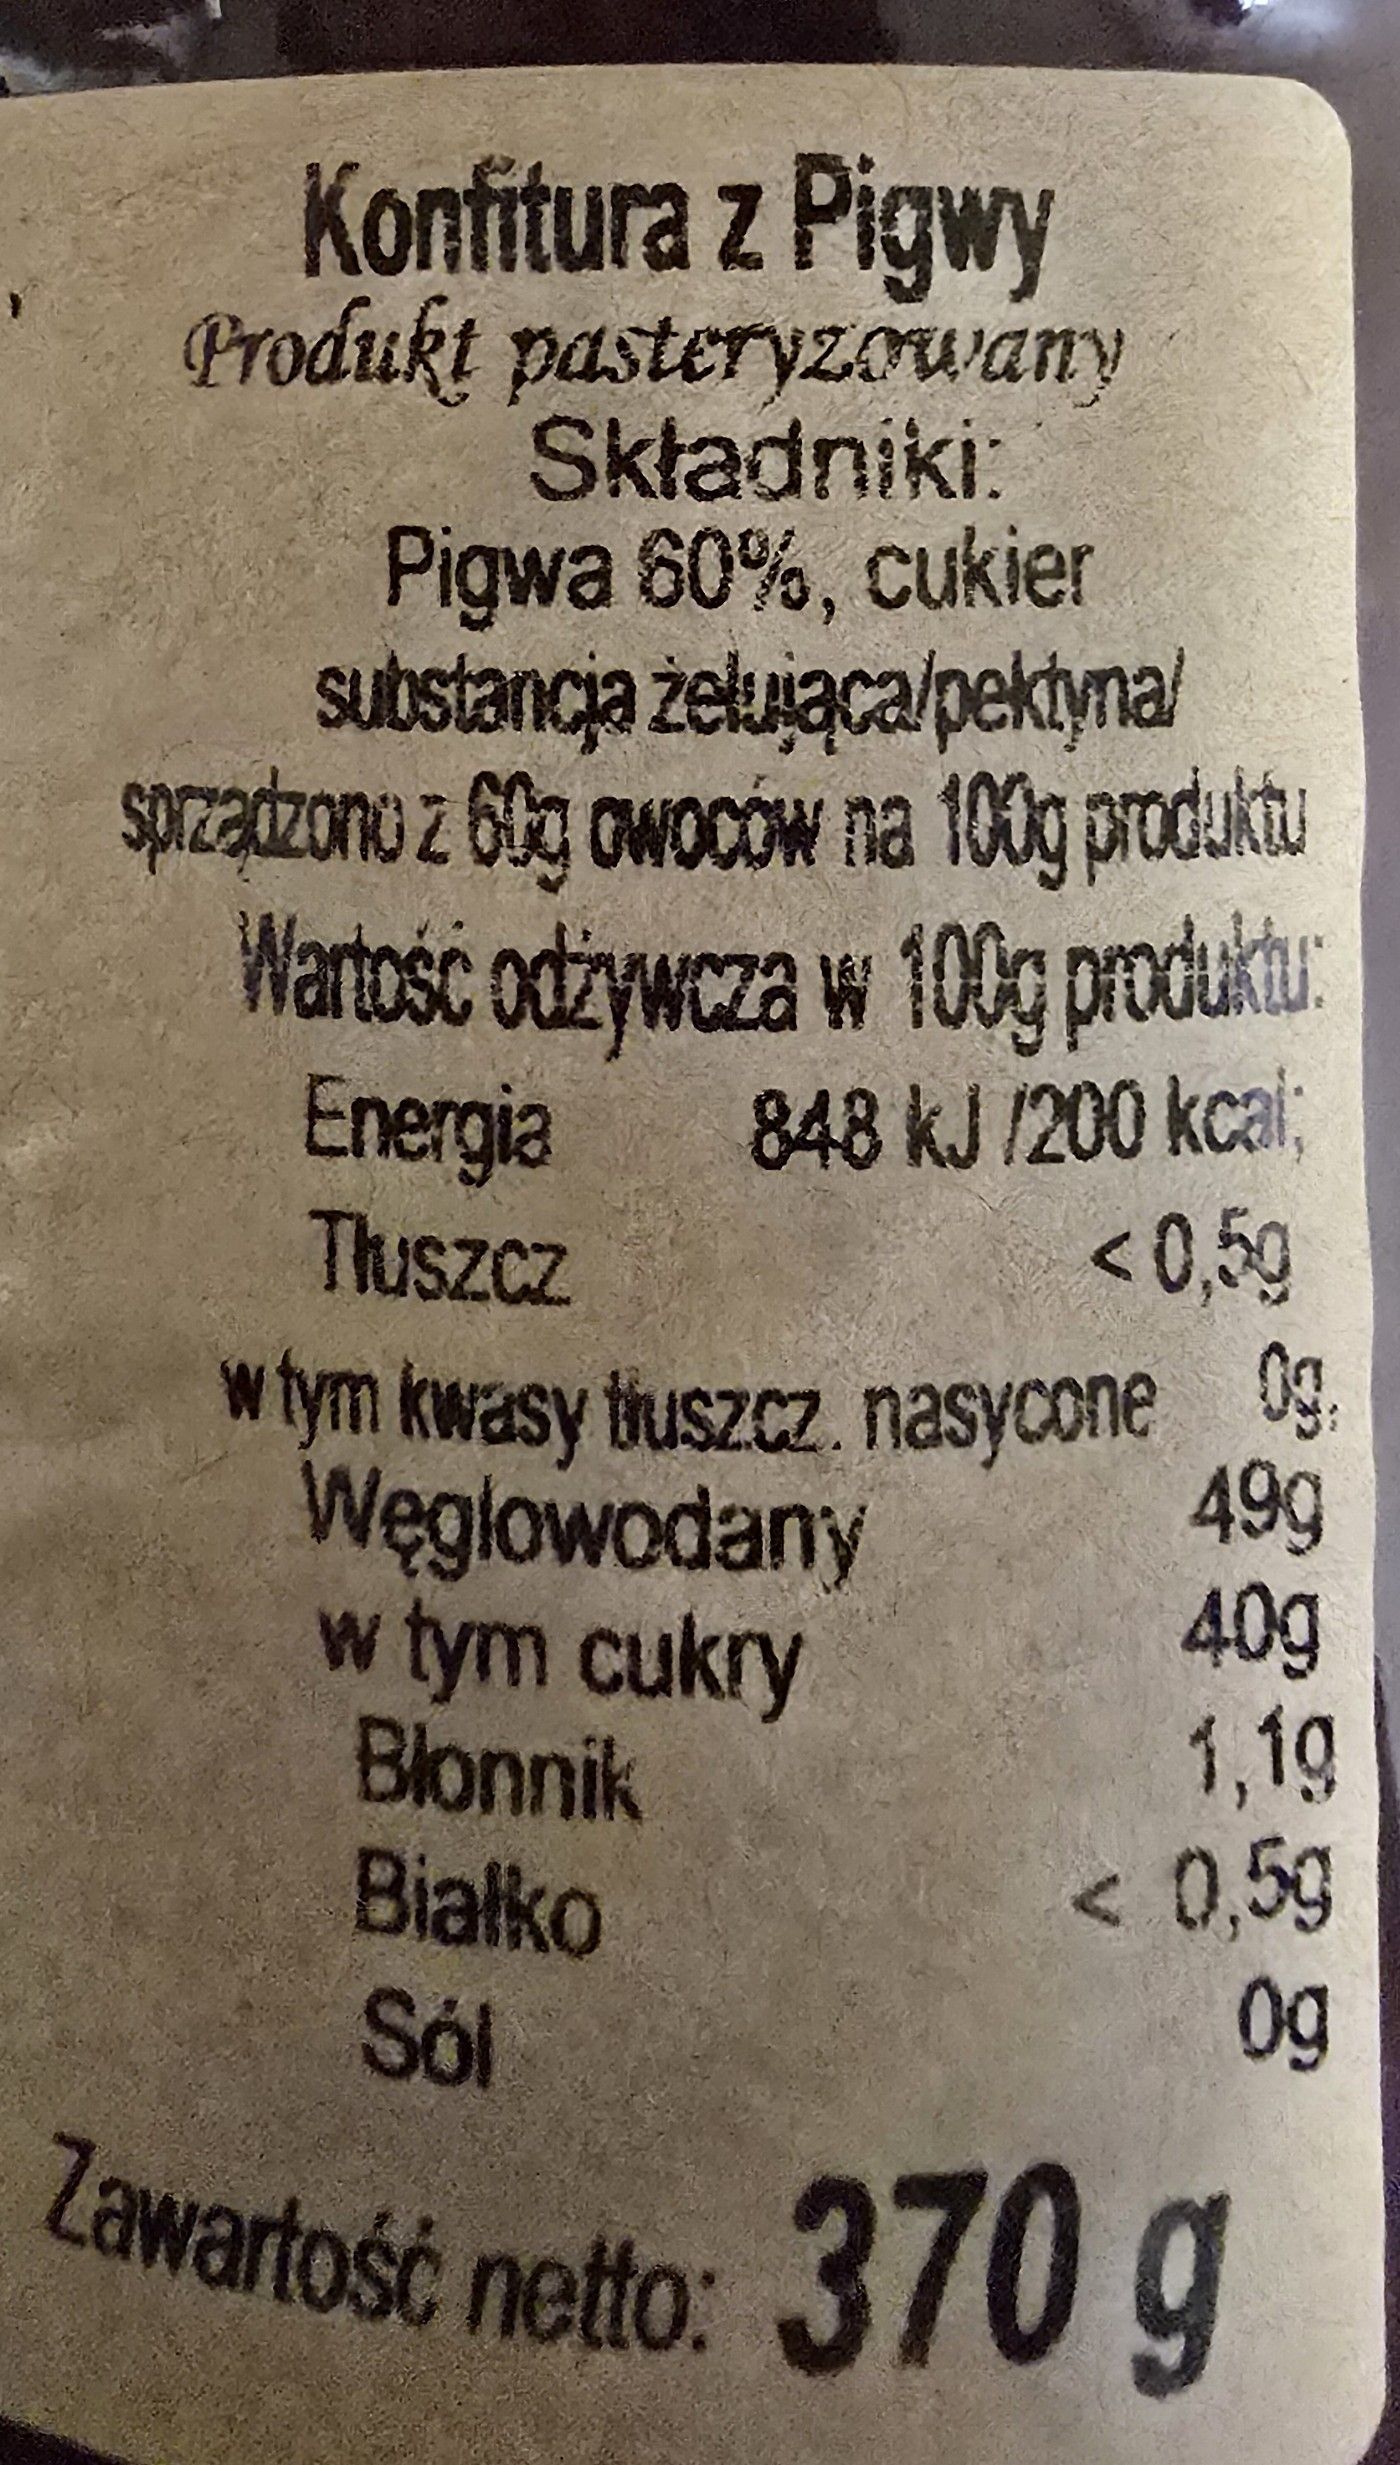 Konfitura z Pigwy
Produkt pasteryzowany
Składniki:
Pigwa 60%, cukier
substancja żelująca/pektyna/
sprządzono z 60g owoców na 100g produktu
Wartość odżywcza w 100g produktu:
Energia 848 kJ /200 kcal;
Tłuszcz < 0,5g
w tym kwasy tłuszcz. nasycone 0g,
Węglowodany 49g
w tym cukry 40g
Błonnik 1,1g
Białko < 0,5g
Sól 0g
Zawartość netto: 370 g